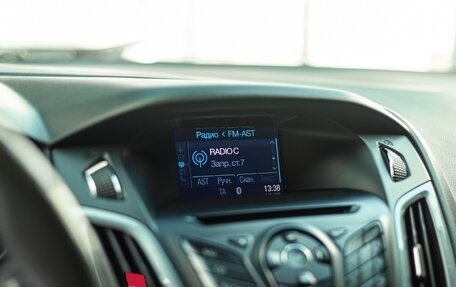 Радио < FM-AST
RADIO C
Запр. ст.7
AST Ручн. Скан.
TA 13:38